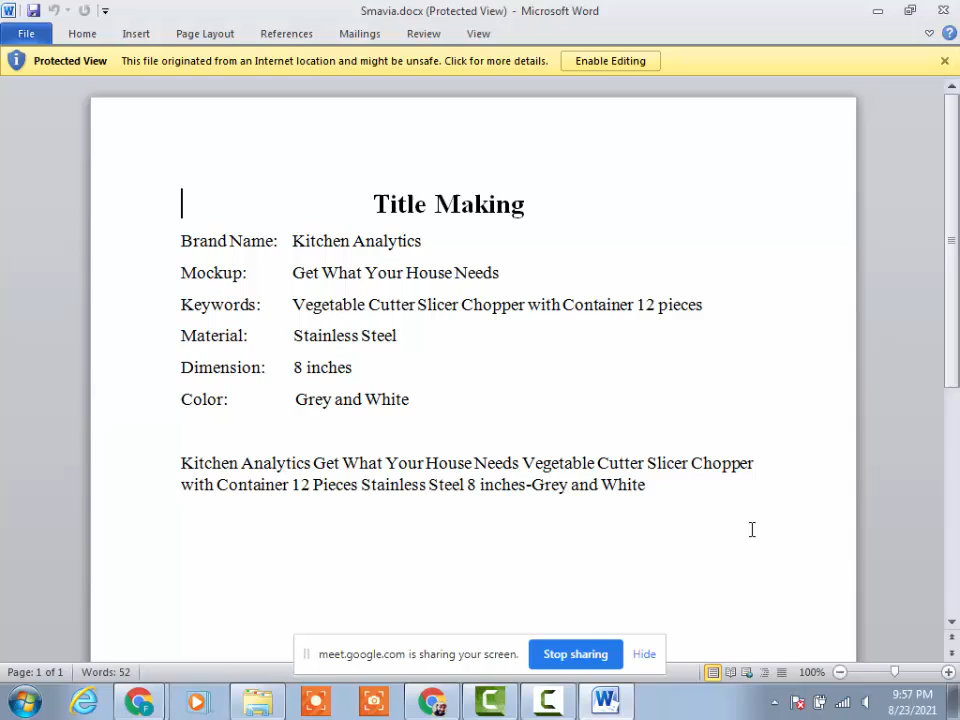 Smavia.docx (Protected View) - Microsoft Word
File Home Insert Page Layout References Mailings Review View
Protected View This file originated from an Internet location and might be unsafe. Click for more details. Enable Editing
Title Making
Brand Name: Kitchen Analytics
Mockup: Get What Your House Needs
Keywords: Vegetable Cutter Slicer Chopper with Container 12 pieces
Material: Stainless Steel
Dimension: 8 inches
Color: Grey and White
Kitchen Analytics Get What Your House Needs Vegetable Cutter Slicer Chopper
with Container 12 Pieces Stainless Steel 8 inches-Grey and White
meet.google.com is sharing your screen. Stop sharing Hide
Page: 1 of 1 Words: 52 100%
9:57 PM
8/23/2021